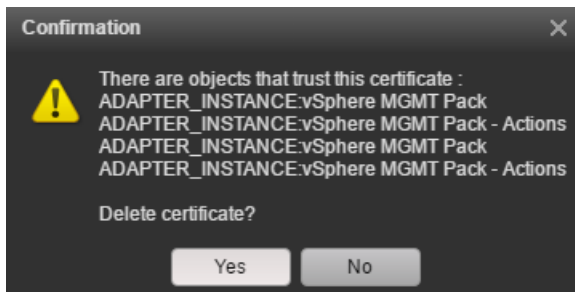 Confirmation
There are objects that trust this certificate :
ADAPTER_INSTANCE:vSphere MGMT Pack
ADAPTER_INSTANCE:vSphere MGMT Pack - Actions
ADAPTER_INSTANCE:vSphere MGMT Pack
ADAPTER_INSTANCE:vSphere MGMT Pack - Actions
Delete certificate?
Yes No